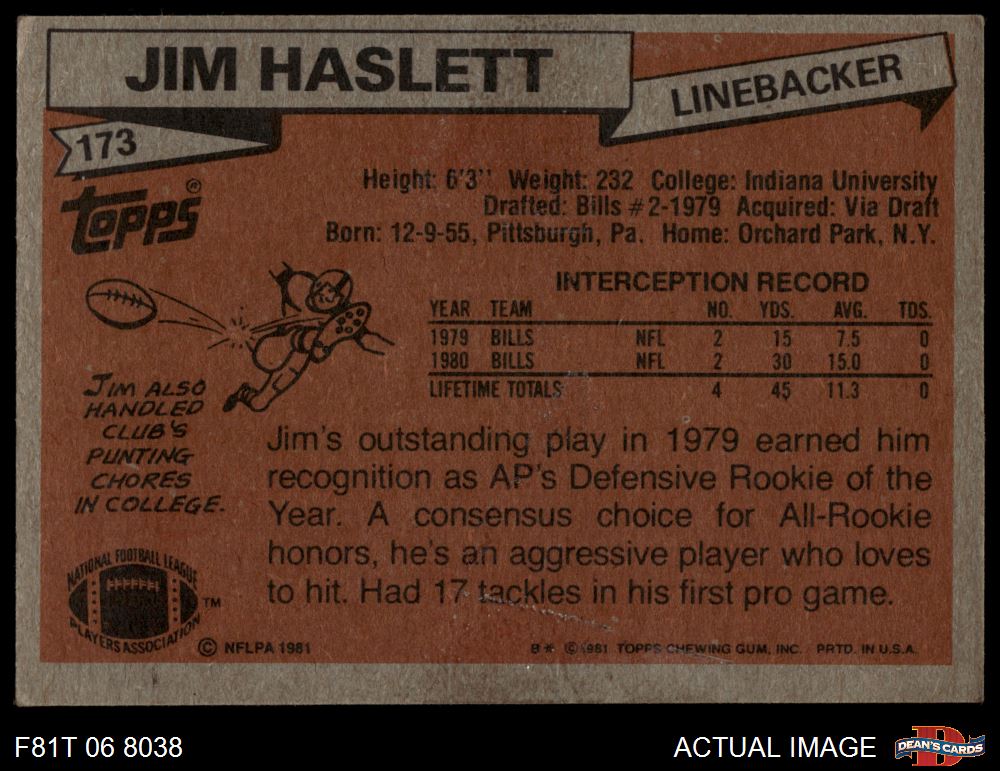 JIM HASLETT
LINEBACKER
173
Topps®
Height: 6'3'' Weight: 232 College: Indiana University
Drafted: Bills #2-1979 Acquired: Via Draft
Born: 12-9-55, Pittsburgh, Pa. Home: Orchard Park, N.Y.
INTERCEPTION RECORD
YEAR TEAM NO. YDS. AVG. TDS.
1979 BILLS NFL 2 15 7.5 0
1980 BILLS NFL 2 30 15.0 0
LIFETIME TOTALS 4 45 11.3 0
JIM ALSO
HANDLED
CLUB'S
PUNTING
CHORES
IN COLLEGE.
Jim's outstanding play in 1979 earned him
recognition as AP's Defensive Rookie of the
Year. A consensus choice for All-Rookie
honors, he's an aggressive player who loves
to hit. Had 17 tackles in his first pro game.
NATIONAL FOOTBALL LEAGUE
PLAYERS ASSOCIATION
TM
© NFLPA 1981
B* © 1981 TOPPS CHEWING GUM, INC. PRTD. IN U.S.A.
F81T 06 8038
ACTUAL IMAGE
D
DEAN'S CARDS